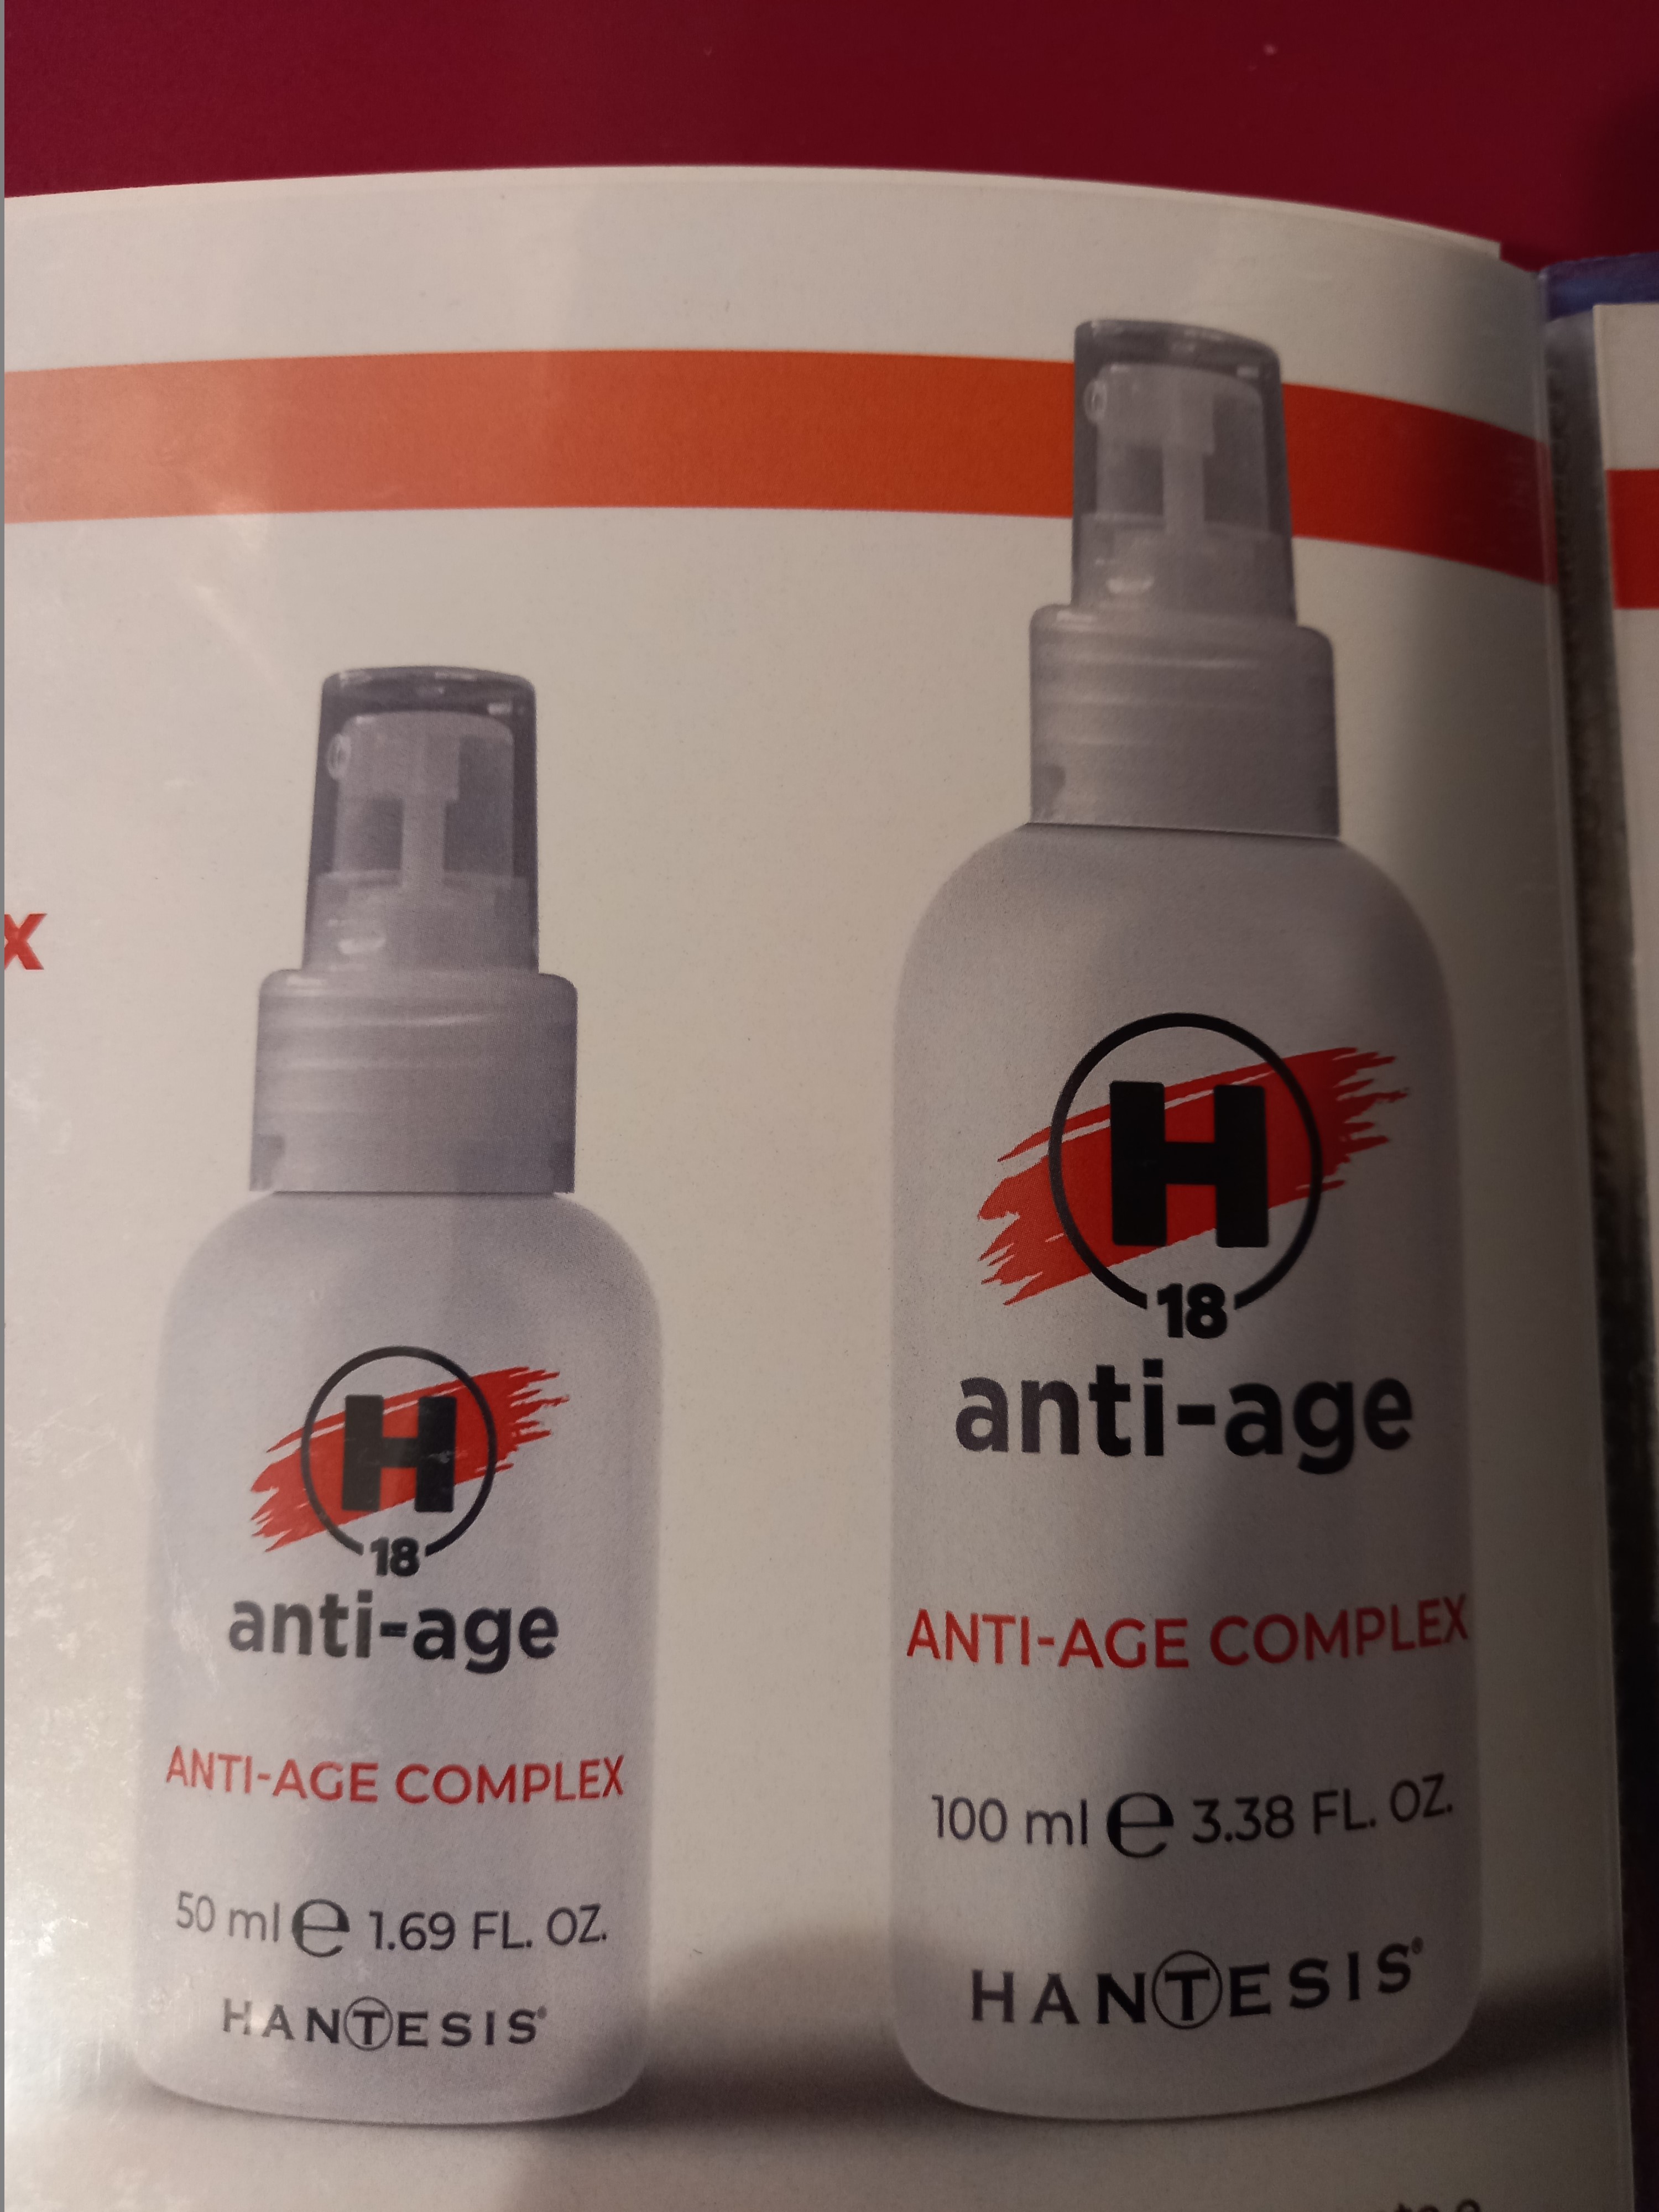 x
H
18
anti-age
ANTI-AGE COMPLEX
50 ml e 1.69 FL. OZ.
HANTESIS®
H
18
anti-age
ANTI-AGE COMPLEX
100 ml e 3.38 FL. OZ.
HANTESIS®